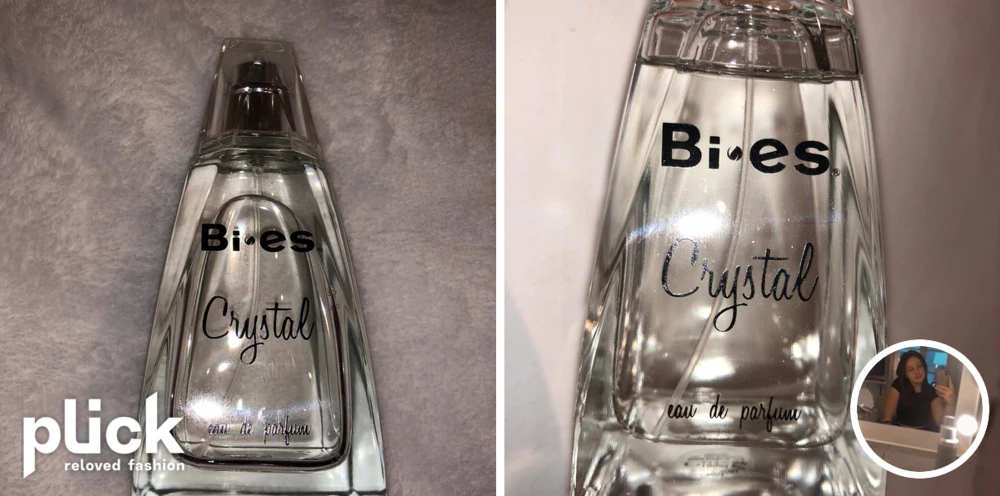 Bi·es
Crystal
eau de parfum
plick
reloved fashion
Bi·es®
Crystal
eau de parfum